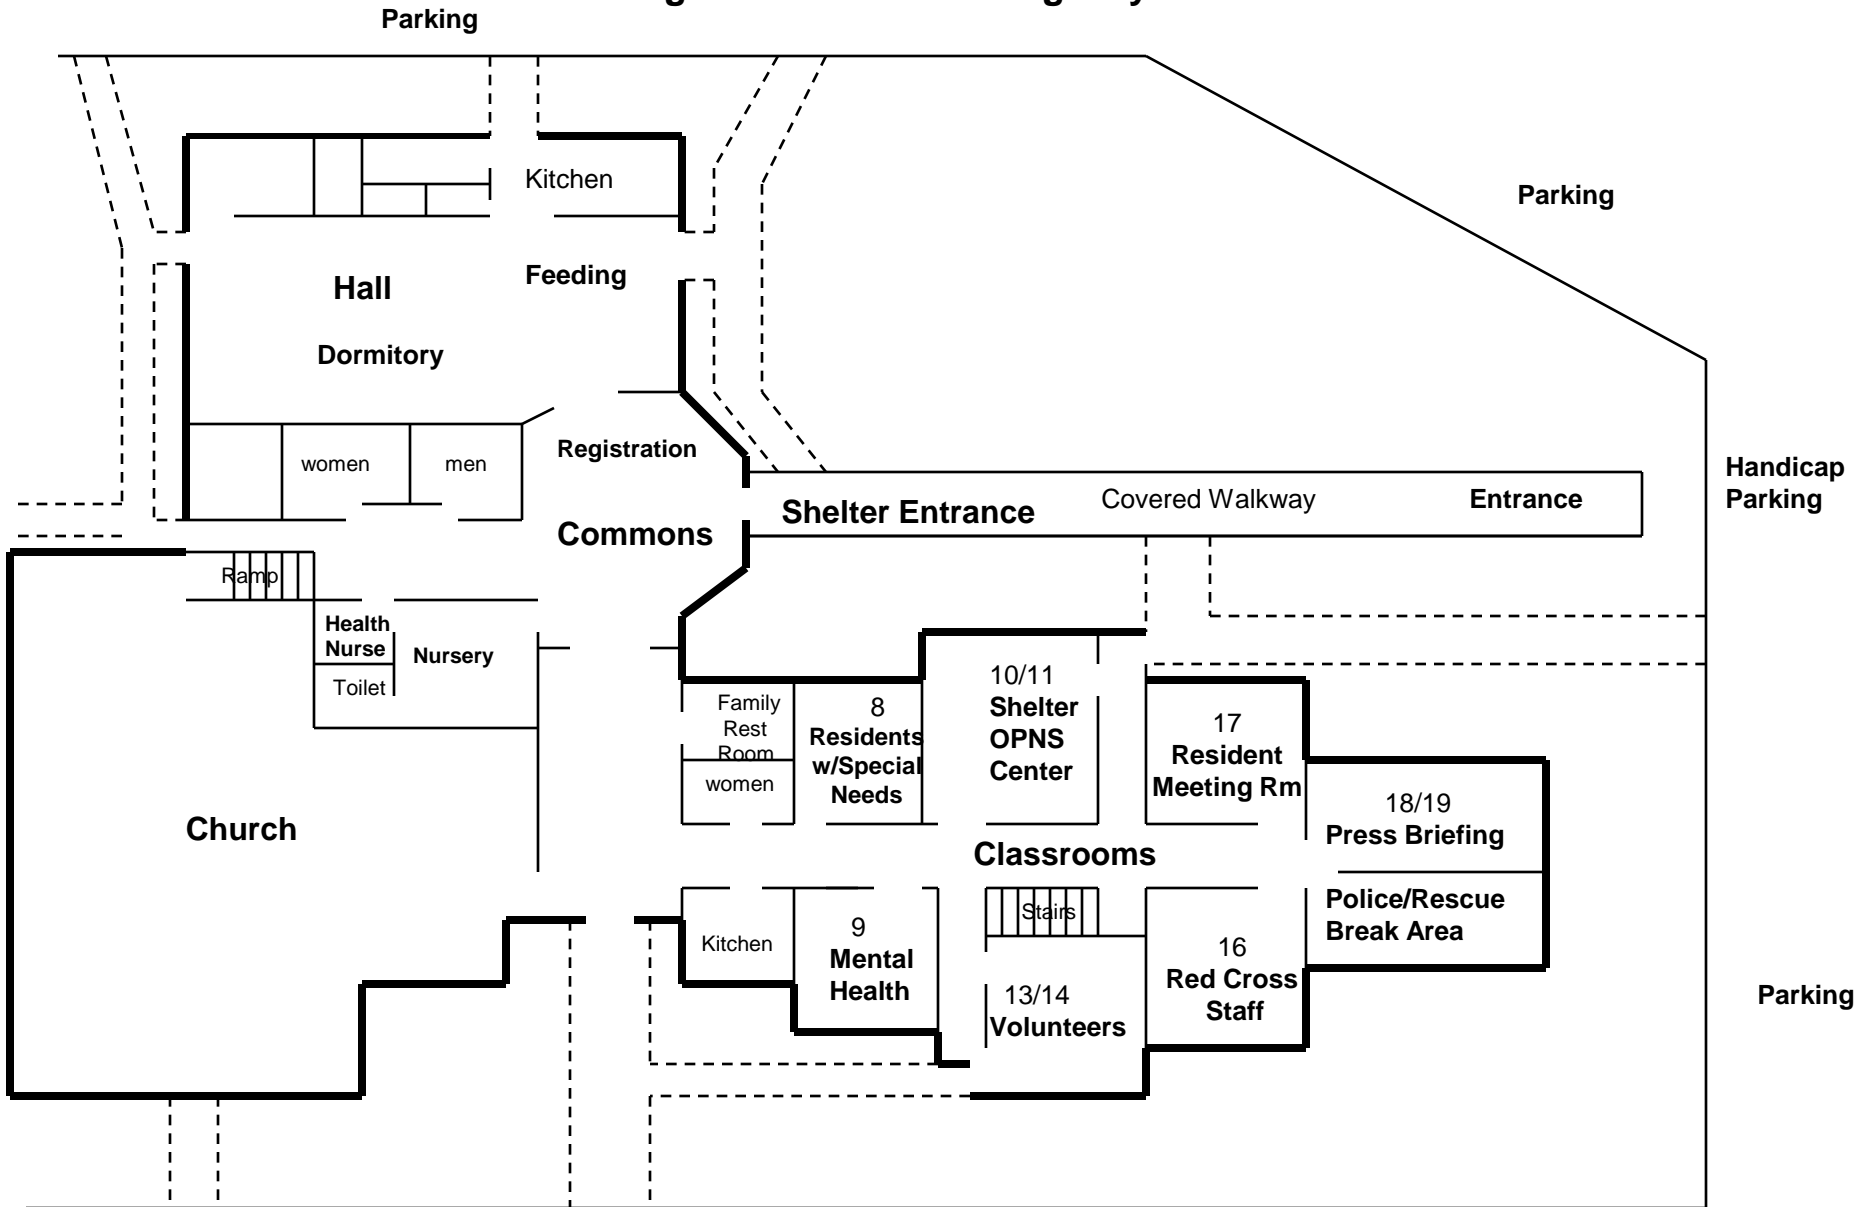 Parking
Kitchen
Parking
Feeding
Hall
Dormitory
Registration
women
men
Handicap
Parking
Shelter Entrance
Covered Walkway
Entrance
Commons
Ramp
Health
Nurse
Nursery
Toilet
Family
Rest
Room
women
8
Residents
w/Special
Needs
10/11
Shelter
OPNS
Center
17
Resident
Meeting Rm
18/19
Press Briefing
Church
Classrooms
Police/Rescue
Break Area
Stairs
Kitchen
9
Mental
Health
13/14
Volunteers
16
Red Cross
Staff
Parking